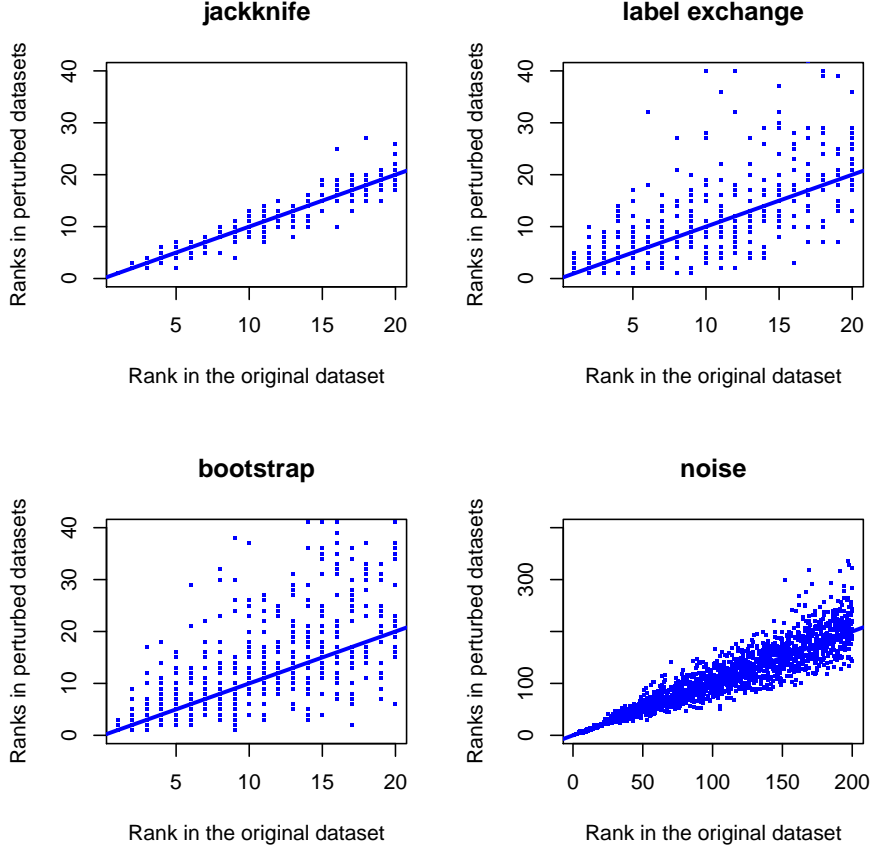 jackknife
Ranks in perturbed datasets
0 10 20 30 40
5 10 15 20
Rank in the original dataset
label exchange
Ranks in perturbed datasets
0 10 20 30 40
5 10 15 20
Rank in the original dataset
bootstrap
Ranks in perturbed datasets
0 10 20 30 40
5 10 15 20
Rank in the original dataset
noise
Ranks in perturbed datasets
0 100 300
0 50 100 150 200
Rank in the original dataset